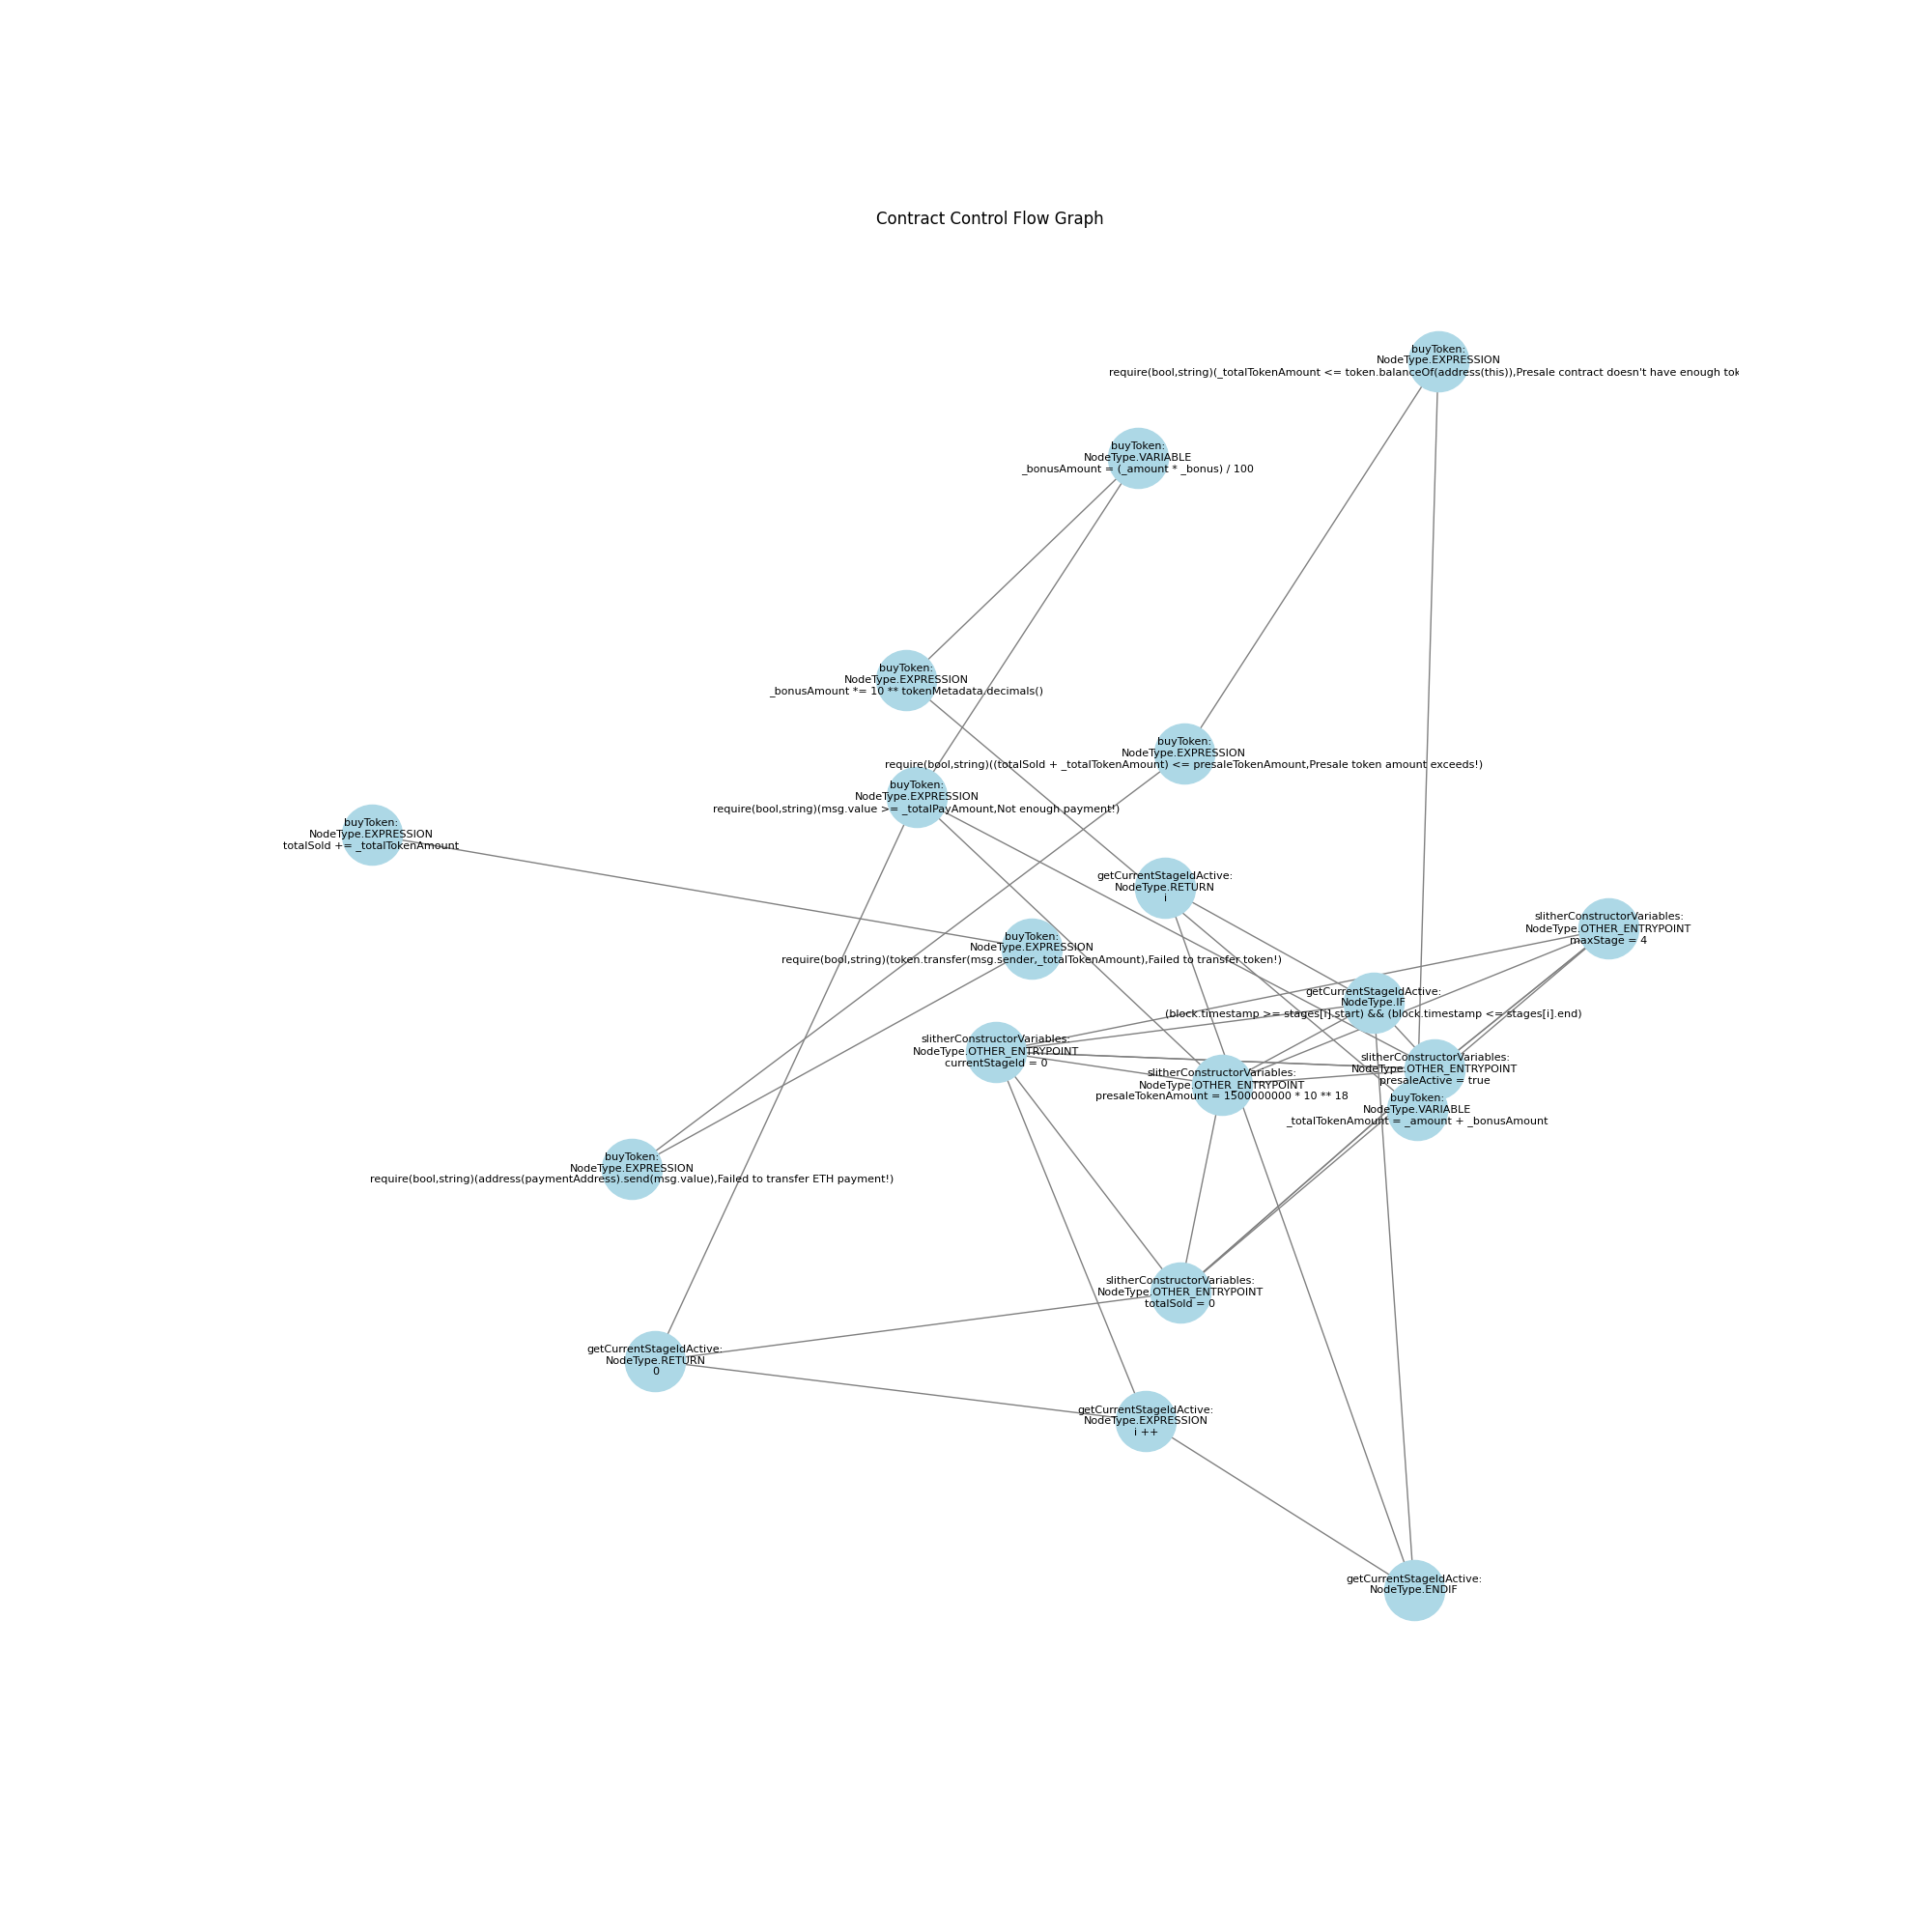 Contract Control Flow Graph
buyToken:
NodeType.EXPRESSION
require(bool,string)(_totalTokenAmount <= token.balanceOf(address(this)),Presale contract doesn't have enough tok
buyToken:
NodeType.VARIABLE
_bonusAmount = (_amount * _bonus) / 100
buyToken:
NodeType.EXPRESSION
_bonusAmount *= 10 ** tokenMetadata.decimals()
buyToken:
NodeType.EXPRESSION
require(bool,string)((totalSold + _totalTokenAmount) <= presaleTokenAmount,Presale token amount exceeds!)
buyToken:
NodeType.EXPRESSION
require(bool,string)(msg.value >= _totalPayAmount,Not enough payment!)
buyToken:
NodeType.EXPRESSION
totalSold += _totalTokenAmount
getCurrentStageIdActive:
NodeType.RETURN
i
slitherConstructorVariables:
NodeType.OTHER_ENTRYPOINT
maxStage = 4
buyToken:
NodeType.EXPRESSION
require(bool,string)(token.transfer(msg.sender,_totalTokenAmount),Failed to transfer token!)
getCurrentStageIdActive:
NodeType.IF
(block.timestamp >= stages[i].start) && (block.timestamp <= stages[i].end)
slitherConstructorVariables:
NodeType.OTHER_ENTRYPOINT
currentStageId = 0
slitherConstructorVariables:
NodeType.OTHER_ENTRYPOINT
presaleActive = true
slitherConstructorVariables:
NodeType.OTHER_ENTRYPOINT
presaleTokenAmount = 1500000000 * 10 ** 18
buyToken:
NodeType.VARIABLE
_totalTokenAmount = _amount + _bonusAmount
buyToken:
NodeType.EXPRESSION
require(bool,string)(address(paymentAddress).send(msg.value),Failed to transfer ETH payment!)
slitherConstructorVariables:
NodeType.OTHER_ENTRYPOINT
totalSold = 0
getCurrentStageIdActive:
NodeType.RETURN
0
getCurrentStageIdActive:
NodeType.EXPRESSION
i ++
getCurrentStageIdActive:
NodeType.ENDIF